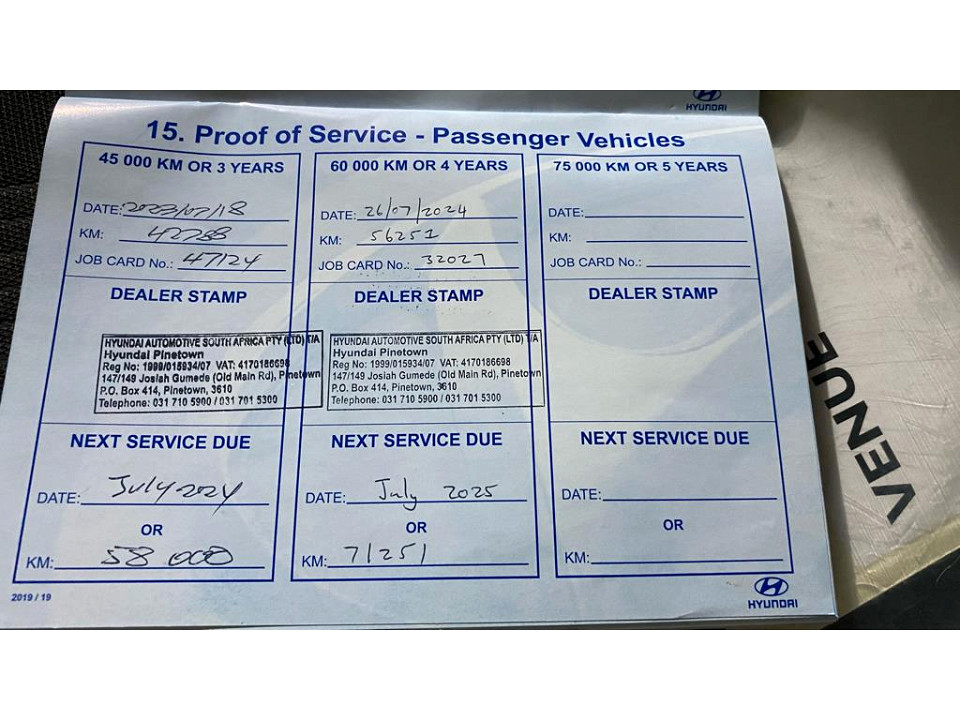 HYUNDAI
15. Proof of Service - Passenger Vehicles
45 000 KM OR 3 YEARS
DATE: 2023/07/18
KM: 42788
JOB CARD No.: 47124
DEALER STAMP
HYUNDAI AUTOMOTIVE SOUTH AFRICA PTY (LTD) T/A
Hyundai Pinetown
Reg No: 1999/015934/07 VAT: 4170186698
147/149 Josiah Gumede (Old Main Rd), Pinetown
P.O. Box 414, Pinetown, 3610
Telephone: 031 710 5900 / 031 701 5300
NEXT SERVICE DUE
DATE: July 2024
OR
KM: 58 000
60 000 KM OR 4 YEARS
DATE: 26/07/2024
KM: 56251
JOB CARD No.: 32027
DEALER STAMP
HYUNDAI AUTOMOTIVE SOUTH AFRICA PTY (LTD) T/A
Hyundai Pinetown
Reg No: 1999/015934/07 VAT: 4170186698
147/149 Josiah Gumede (Old Main Rd), Pinetown
P.O. Box 414, Pinetown, 3610
Telephone: 031 710 5900 / 031 701 5300
NEXT SERVICE DUE
DATE: July 2025
OR
KM: 71251
75 000 KM OR 5 YEARS
DATE:
KM:
JOB CARD No.:
DEALER STAMP
NEXT SERVICE DUE
DATE:
OR
KM:
2019 / 19
HYUNDAI
VENUE